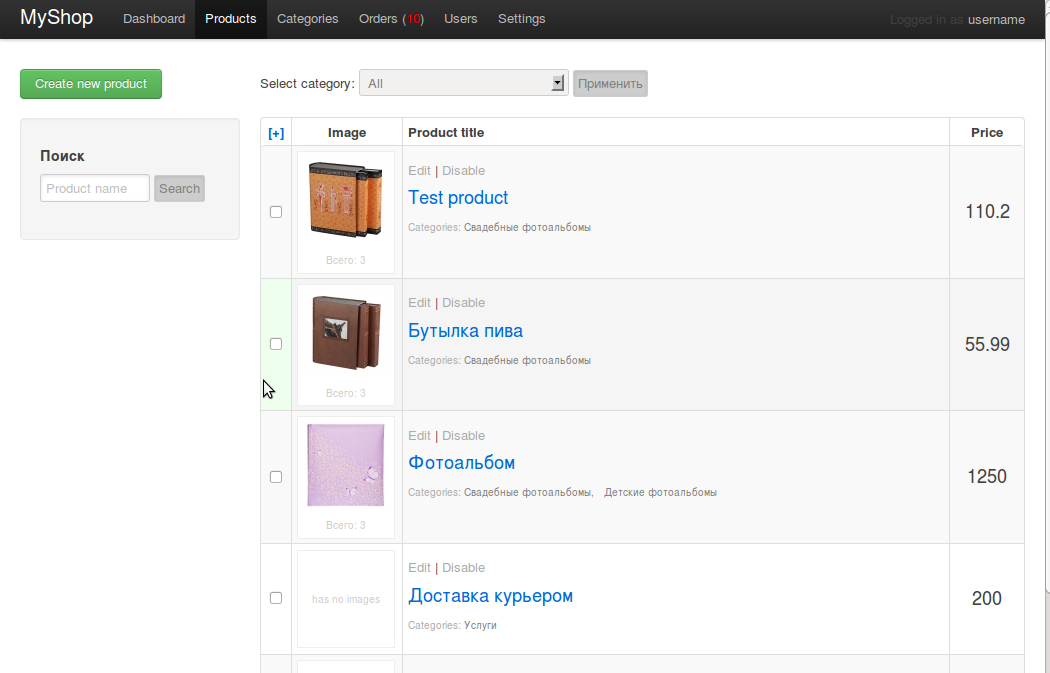 MyShop Dashboard Products Categories Orders (10) Users Settings Logged in as username
Create new product
Select category: All Применить
Поиск
Product name Search
[+] Image Product title Price
Edit | Disable
Test product
Categories: Свадебные фотоальбомы
110.2
Всего: 3
Edit | Disable
Бутылка пива
Categories: Свадебные фотоальбомы
55.99
Всего: 3
Edit | Disable
Фотоальбом
Categories: Свадебные фотоальбомы, Детские фотоальбомы
1250
Всего: 3
has no images
Edit | Disable
Доставка курьером
Categories: Услуги
200